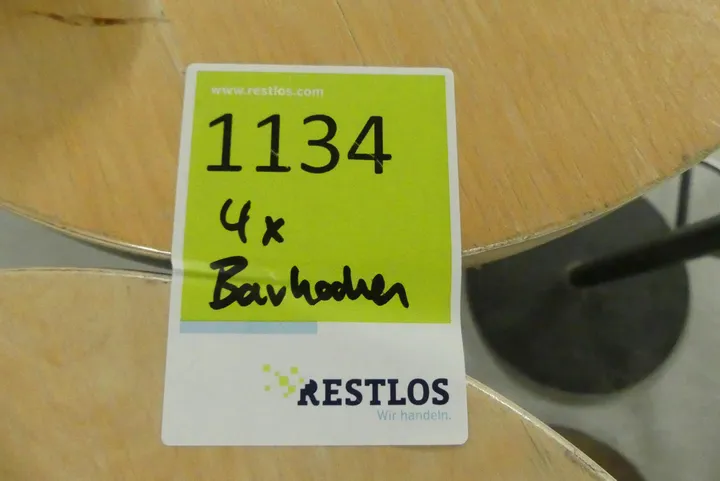 www.restlos.com
1134
4x
Barhocker
RESTLOS
Wir handeln.